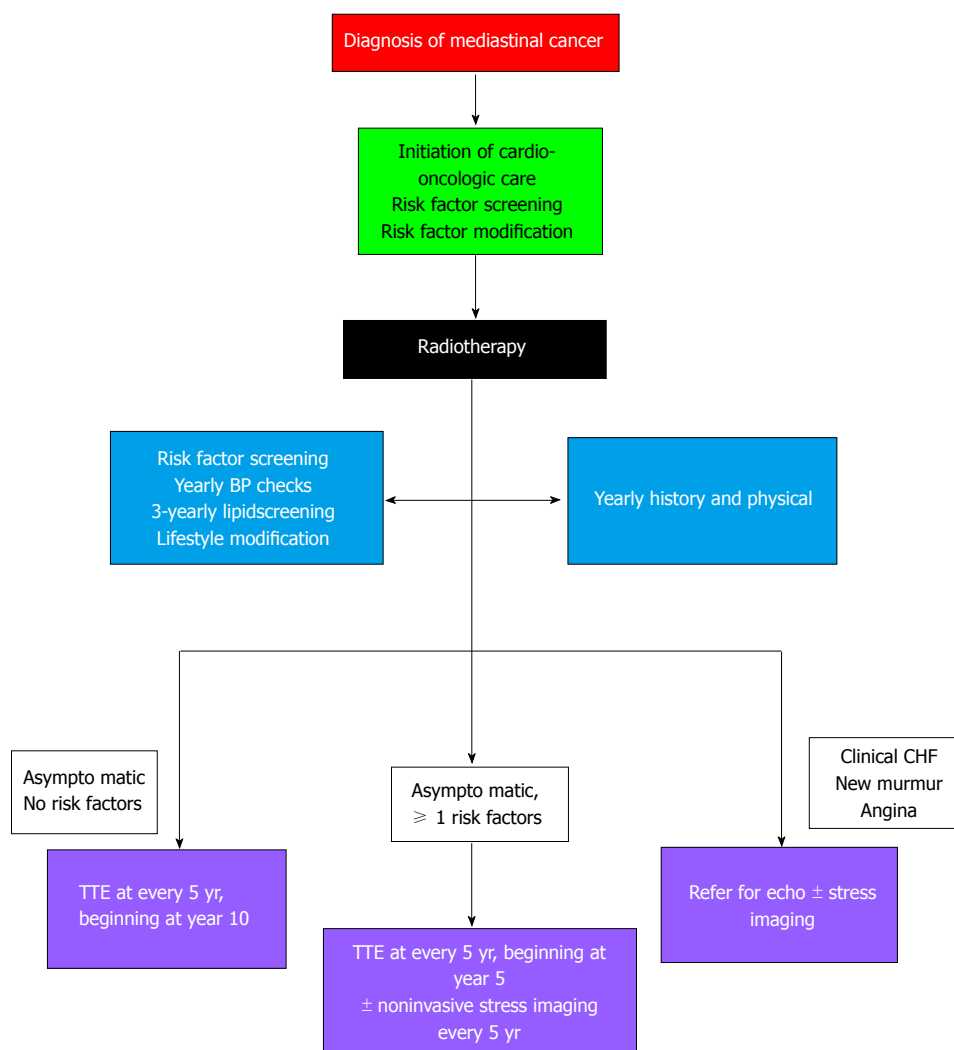 Diagnosis of mediastinal cancer
Initiation of cardio-
oncologic care
Risk factor screening
Risk factor modification
Radiotherapy
Risk factor screening
Yearly BP checks
3-yearly lipidscreening
Lifestyle modification
Yearly history and physical
Asympto matic
No risk factors
Asympto matic,
≥ 1 risk factors
Clinical CHF
New murmur
Angina
TTE at every 5 yr,
beginning at year 10
TTE at every 5 yr, beginning at
year 5
± noninvasive stress imaging
every 5 yr
Refer for echo ± stress
imaging